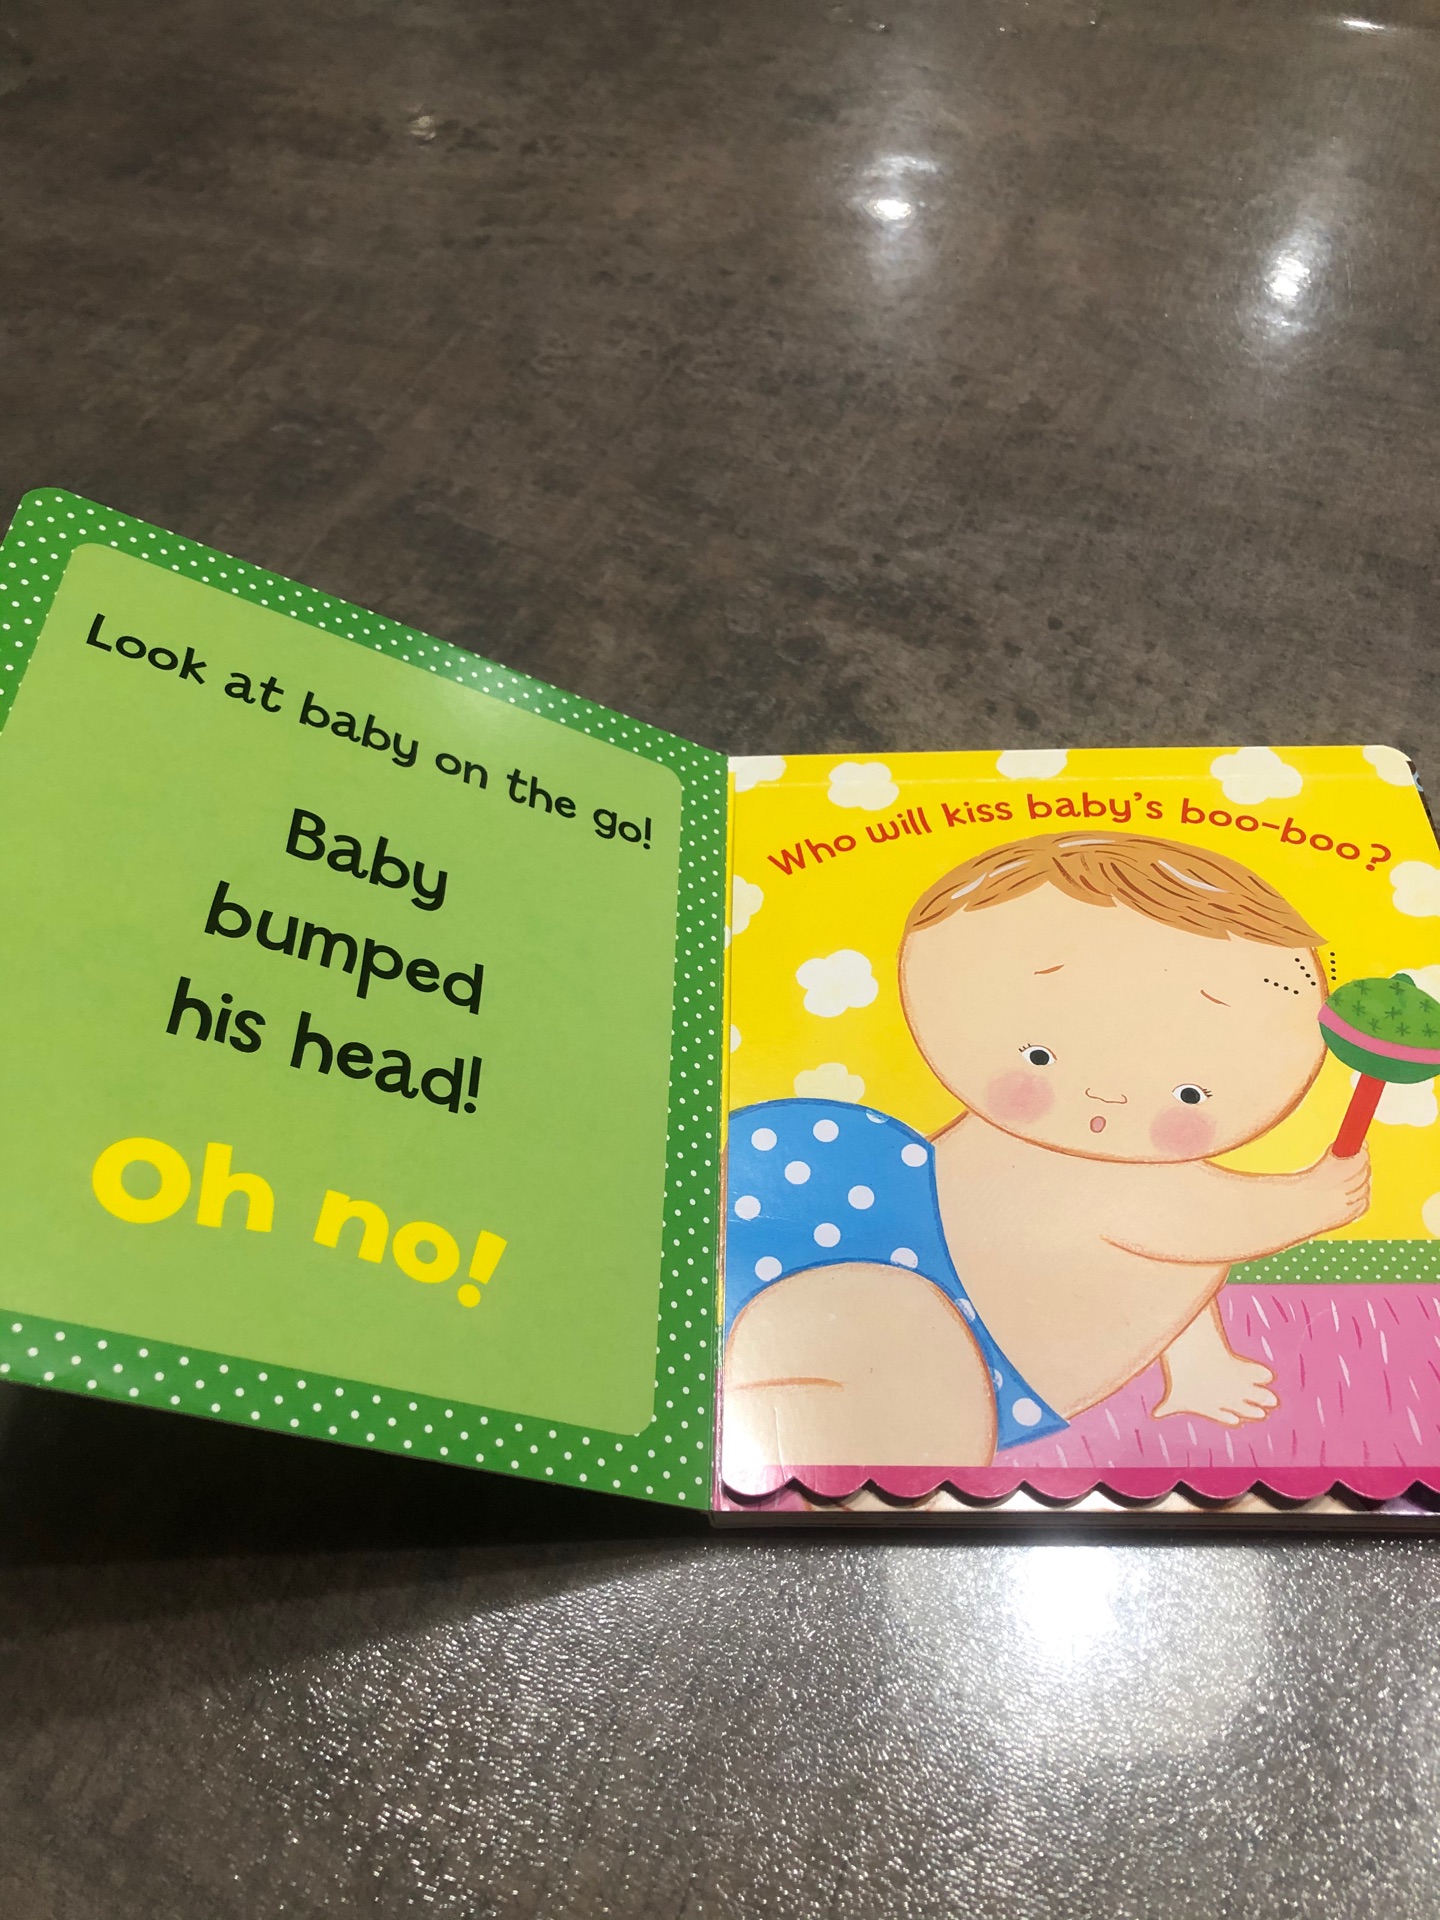 Look at baby on the go!
Baby
bumped
his head!
Oh no!
Who will kiss baby's boo-boo?